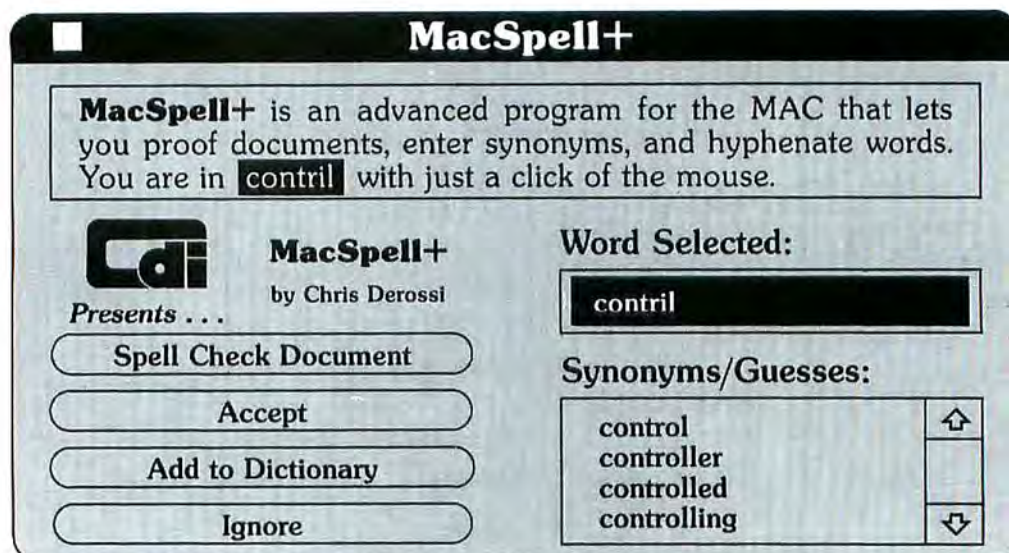 MacSpell+
MacSpell+ is an advanced program for the MAC that lets
you proof documents, enter synonyms, and hyphenate words.
You are in contril with just a click of the mouse.
Cdi
Presents . . .
MacSpell+
by Chris Derossi
Spell Check Document
Accept
Add to Dictionary
Ignore
Word Selected:
contril
Synonyms/Guesses:
control
controller
controlled
controlling